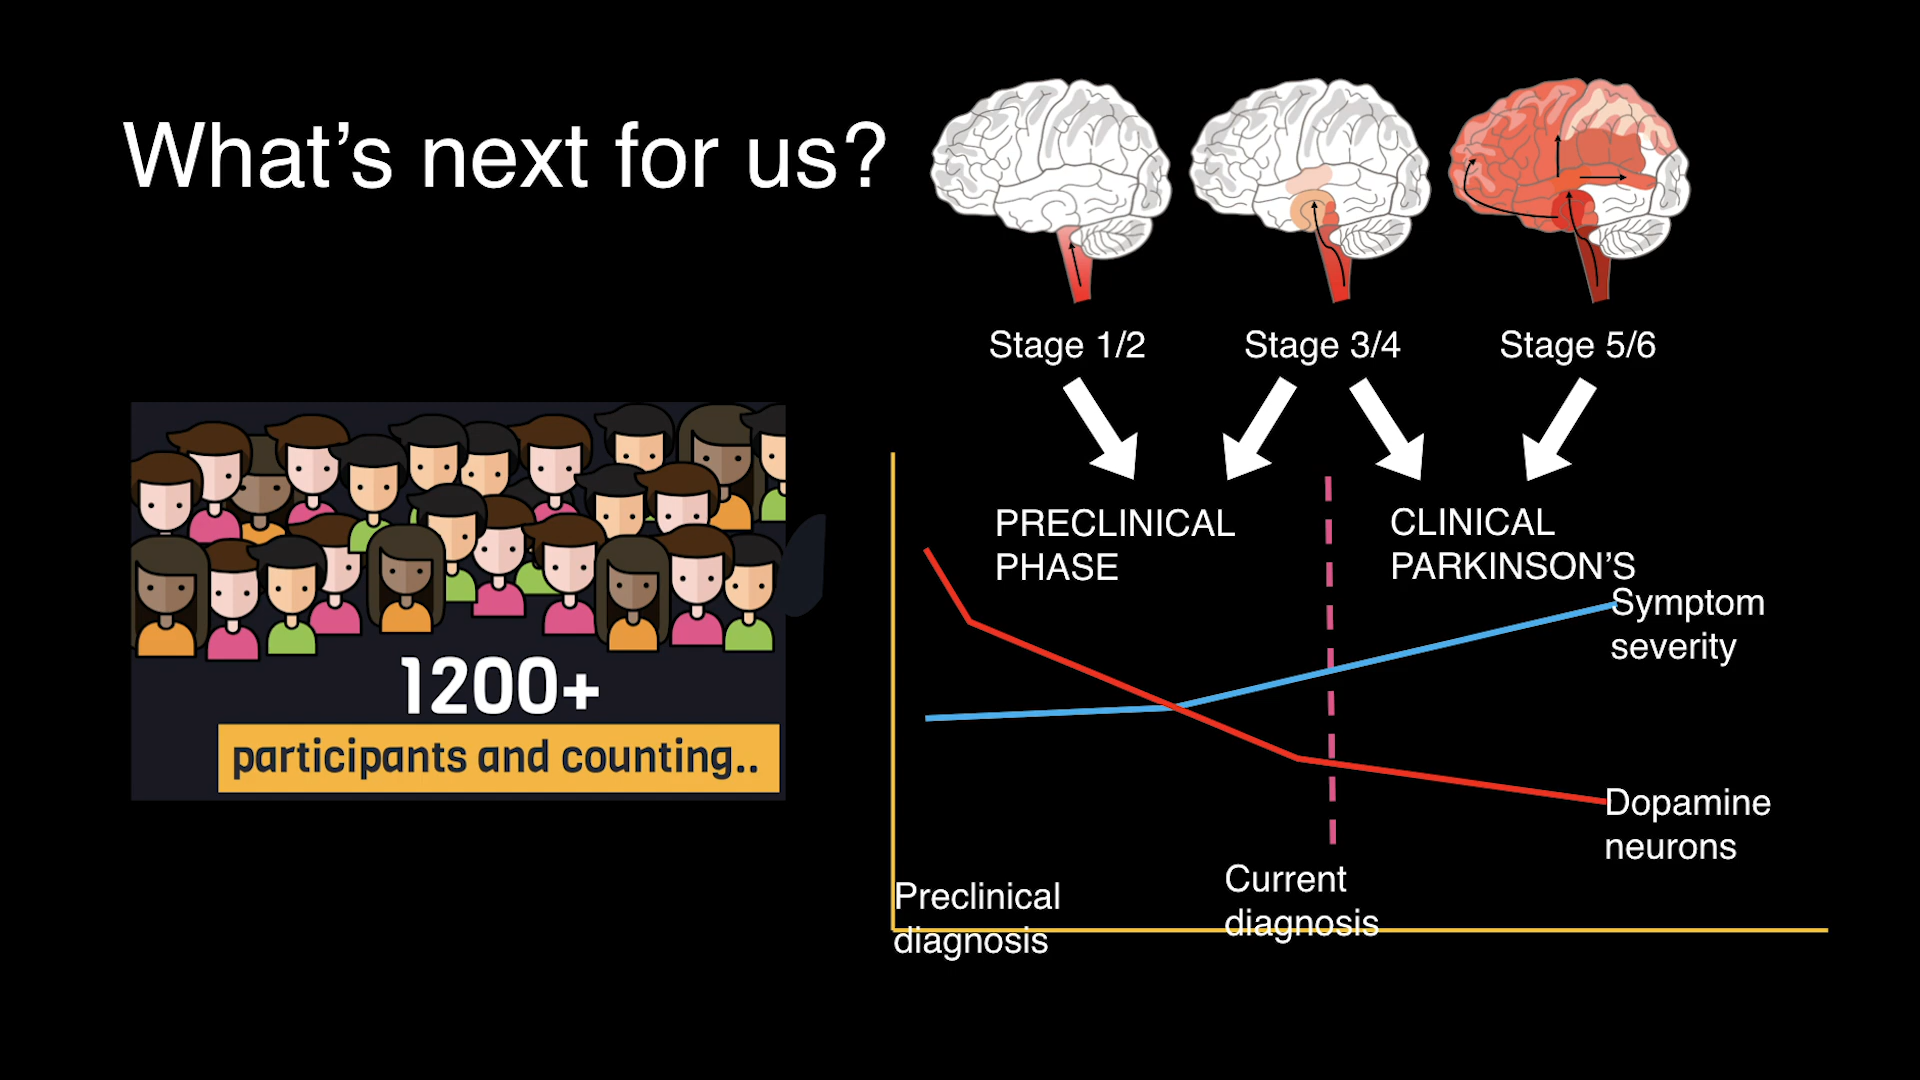 What’s next for us?
Stage 1/2
Stage 3/4
Stage 5/6
PRECLINICAL
PHASE
CLINICAL
PARKINSON’S
Symptom
severity
1200+
participants and counting..
Dopamine
neurons
Preclinical
diagnosis
Current
diagnosis